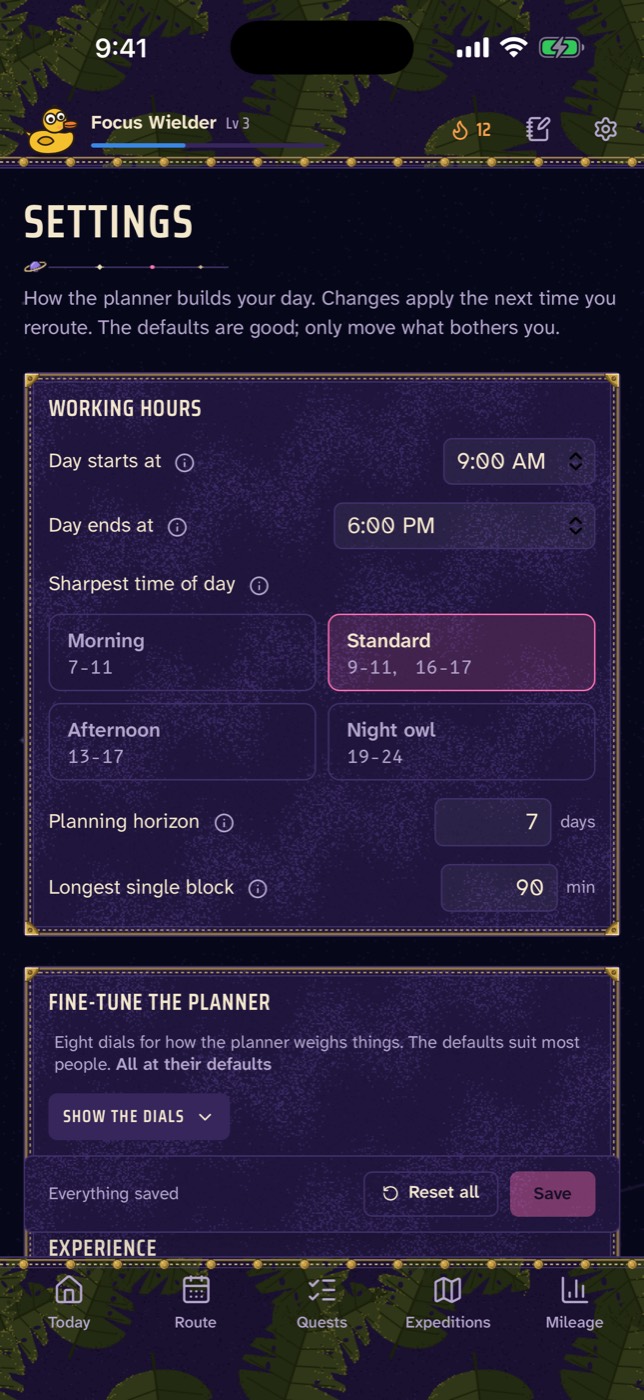 9:41
Focus Wielder Lv 3
12
SETTINGS
How the planner builds your day. Changes apply the next time you
reroute. The defaults are good; only move what bothers you.
WORKING HOURS
Day starts at
9:00 AM
Day ends at
6:00 PM
Sharpest time of day
Morning
7-11
Standard
9-11, 16-17
Afternoon
13-17
Night owl
19-24
Planning horizon
7 days
Longest single block
90 min
FINE-TUNE THE PLANNER
Eight dials for how the planner weighs things. The defaults suit most
people. All at their defaults
SHOW THE DIALS
Everything saved
Reset all
Save
EXPERIENCE
Today
Route
Quests
Expeditions
Mileage